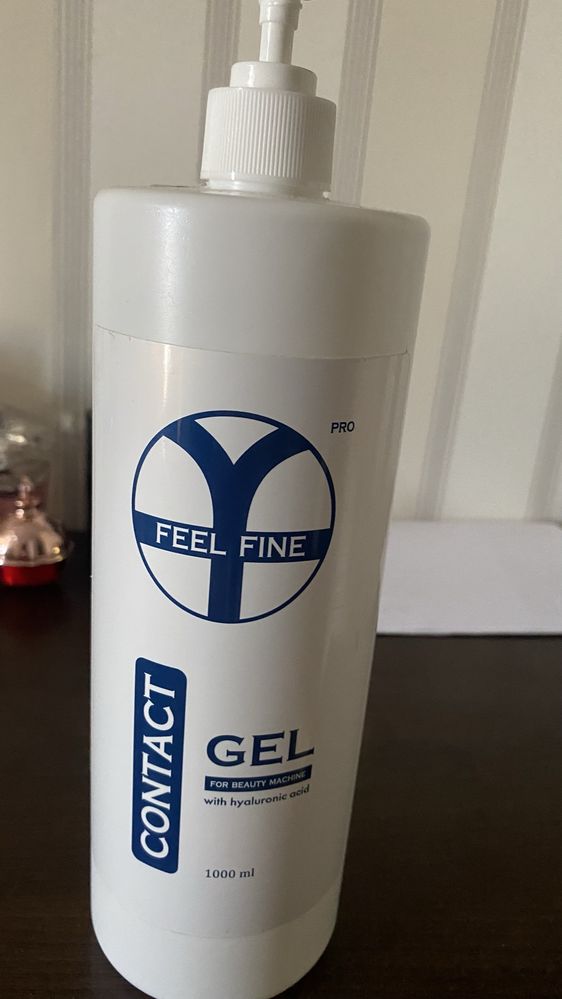 PRO
FEEL FINE
CONTACT
GEL
FOR BEAUTY MACHINE
with hyaluronic acid
1000 ml